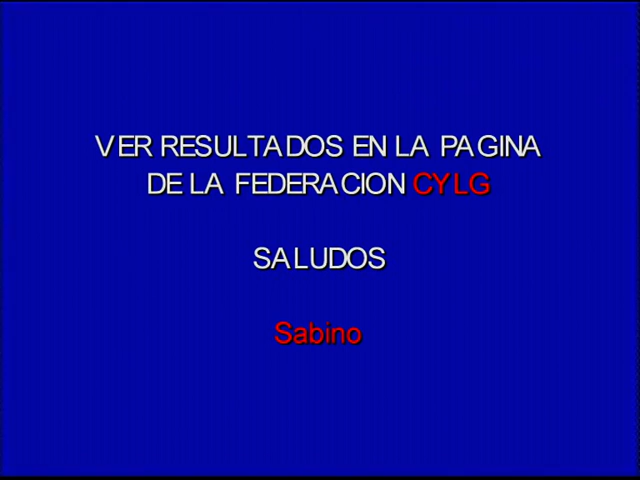 VER RESULTADOS EN LA PAGINA
DE LA FEDERACION CYLG
SALUDOS
Sabino